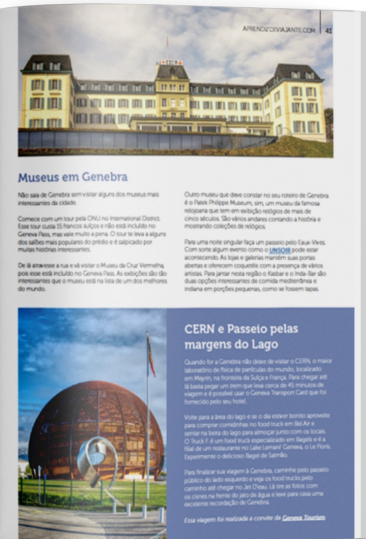 APRENDIZDEVIAJANTE.COM | 41
Museus em Genebra
Não saia de Genebra sem visitar alguns dos museus mais
interessantes da cidade.
Comece com um tour pela ONU no International District.
Esse tour custa 15 francos suíços e não está incluído no
Geneva Pass, mas vale muito a pena. O tour te leva a alguns
dos salões mais populares do prédio e é salpicado por
muitas histórias interessantes.
De lá atravesse a rua e vá visitar o Museu da Cruz Vermelha,
pois esse está incluído no Geneva Pass. As exibições são tão
interessantes que o museu está na lista de um dos melhores
do mundo.
Outro museu que deve constar no seu roteiro de Genebra
é o Patek Philippe Museum, sim, um museu da famosa
relojoaria que tem em exibição relógios de mais de
cinco séculos. São vários andares contando a história e
mostrando coleções de relógios.
Para uma noite singular faça um passeio pelo Eaux-Vives.
Com sorte algum evento como o pode estar
acontecendo. As lojas e galerias mantém suas portas
abertas e oferecem coquetéis com a presença de vários
artistas. Para jantar nesta região o Kasbar e o Inda-Bar são
duas opções interessantes da comida mediterrânea e
indiana em porções pequenas, como se fossem tapas.
CERN e Passeio pelas
margens do Lago
Quando for a Genebra não deixe de visitar o CERN, o maior
laboratório de física de partículas do mundo, localizado
em Meyrin, na fronteira da Suíça e França. Para chegar até
lá basta pegar um trem que leva cerca de 45 minutos de
viagem e é possível usar o Geneva Transport Card que foi
fornecido pelo seu hotel.
Volte para a área do lago e se o dia estiver bonito aproveite
para comprar comidinhas no food truck em Bel Air e
sentar na beira do lago para almoçar junto com os locais.
O Truck F. é um food truck especializado em Bagels e é a
filial de um restaurante no Lake Lemans' Geneva, o Le Floris.
Experimente o delicioso Bagel de Salmão.
Para finalizar sua viagem à Genebra, caminhe pelo passeio
público do lado esquerdo e veja os food trucks pelo
caminho até chegar no Jet D'eau. Lá tire as fotos com
os cisnes na frente do jato de água e leve para casa uma
excelente recordação de Genebra.
Essa viagem foi realizada a convite da Geneva Tourism.